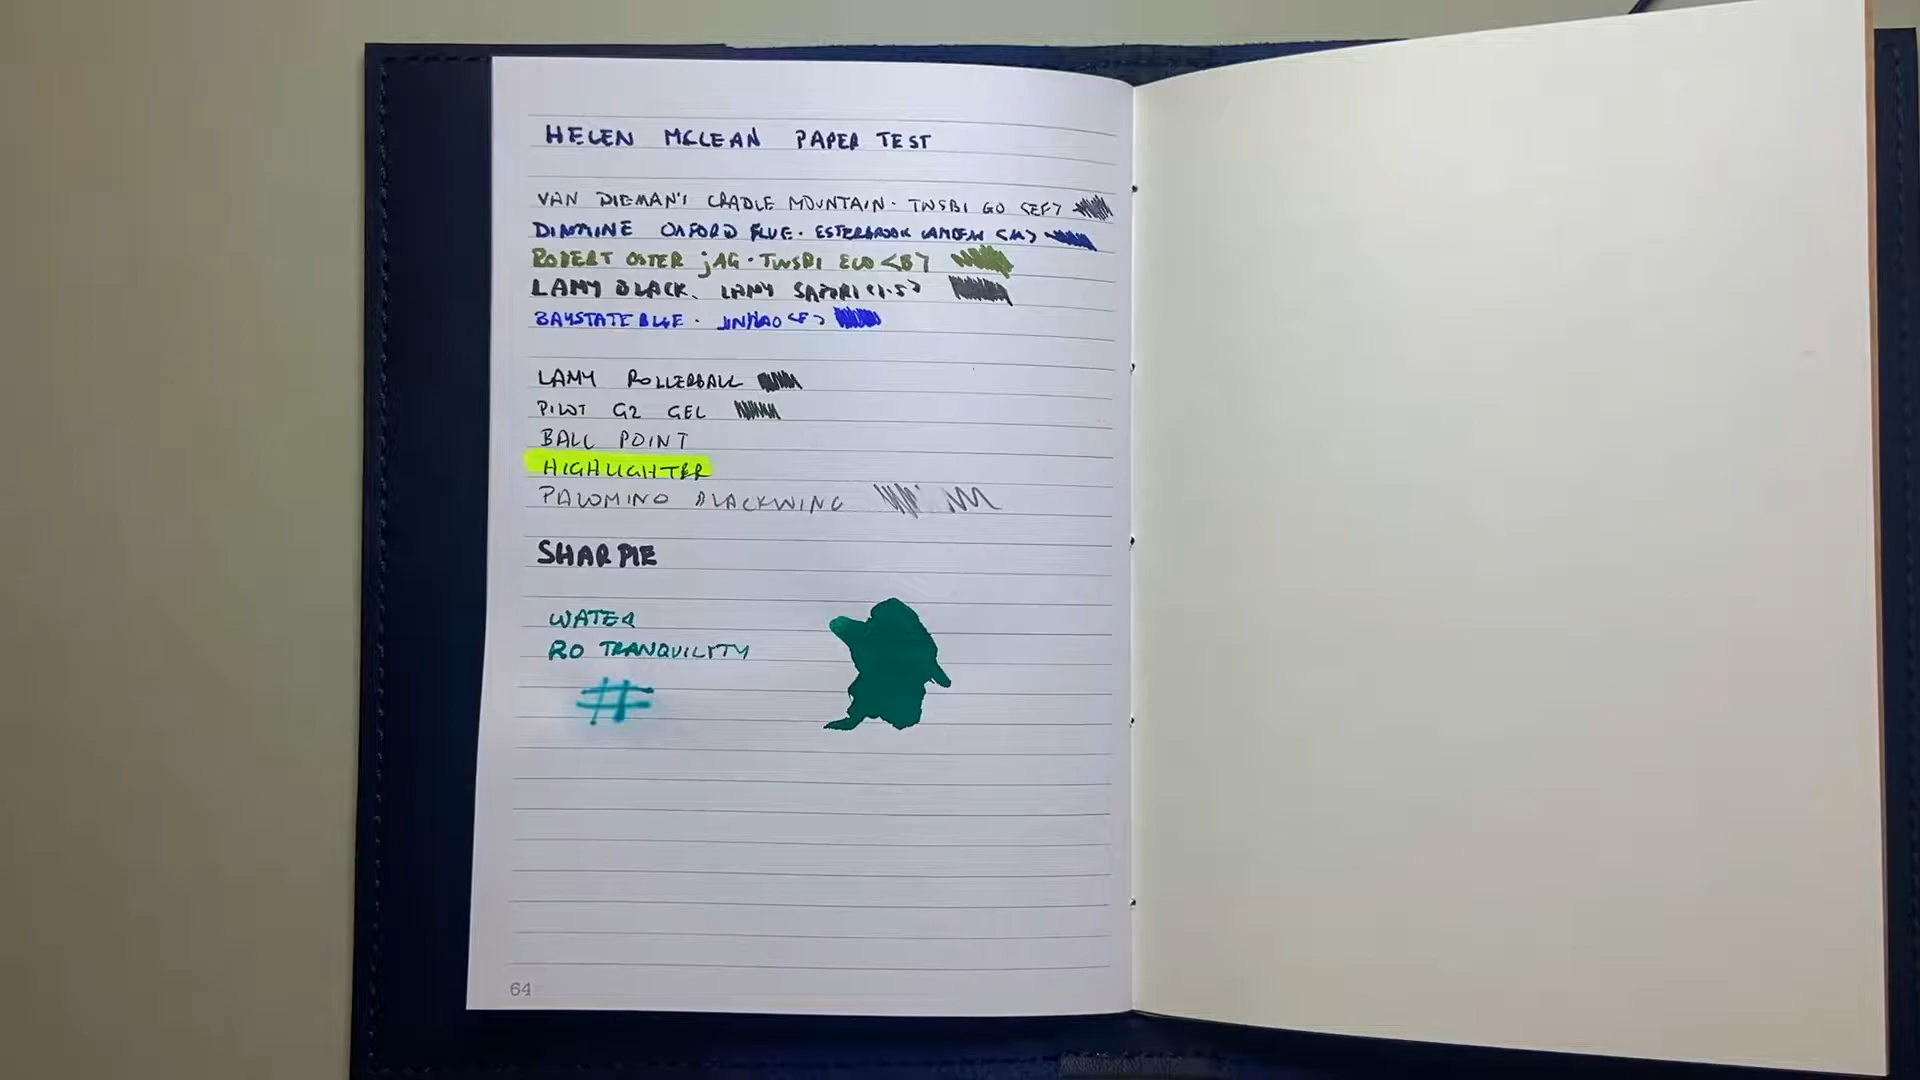 HELEN MCLEAN PAPER TEST
VAN DIEMAN'S CRADLE MOUNTAIN · TWSBI GO <EF>
DIAMINE OXFORD BLUE · ESTERBROOK CAMDEN <M>
ROBERT OSTER jAG · TWSBI ECO <B>
LAMY BLACK. LAMY SAFARI <1.5>
BAYSTATE BLUE · JINHAO <F>
LAMY ROLLERBALL
PILOT G2 GEL
BALL POINT
HIGHLIGHTER
PALOMINO BLACKWING
SHARPIE
WATER
RO TRANQUILITY
#
64